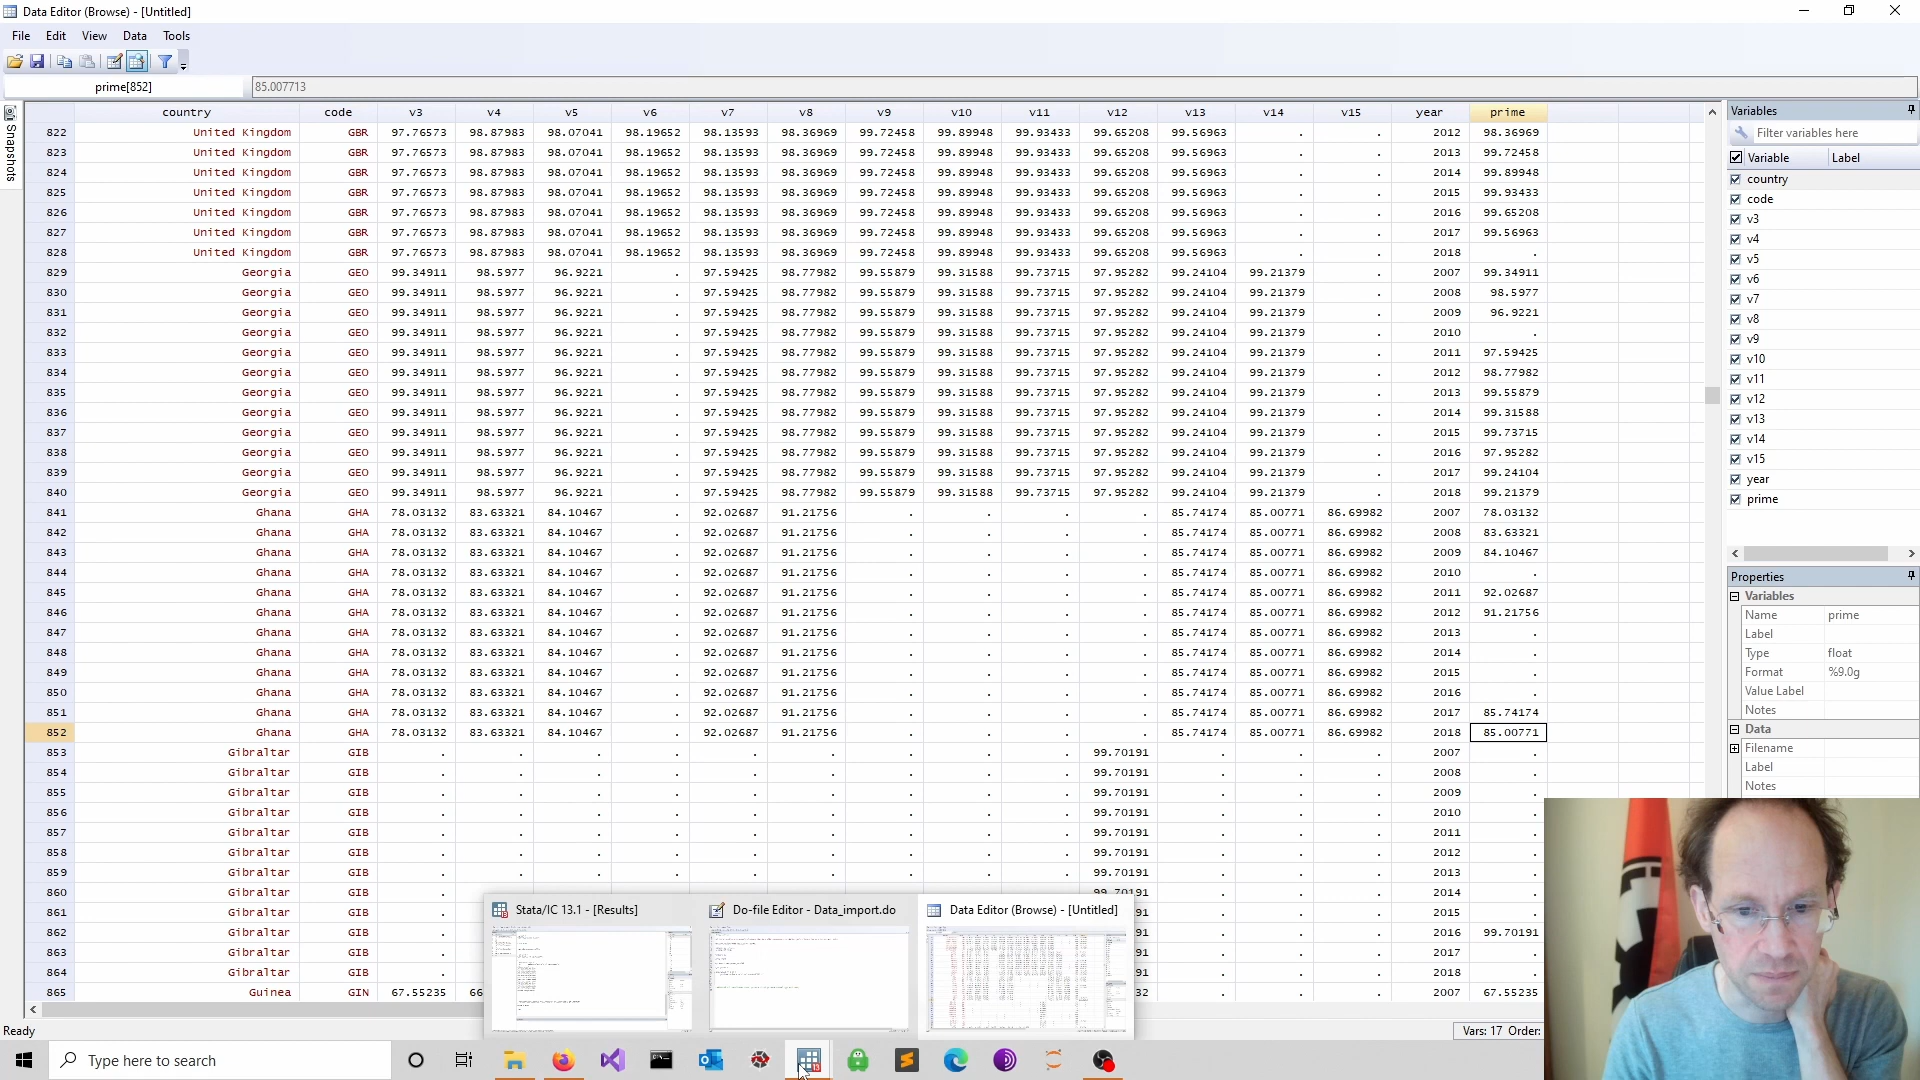 Data Editor (Browse) - [Untitled]
File Edit View Data Tools
prime[852] 85.007713
Snapshots
country code v3 v4 v5 v6 v7 v8 v9 v10 v11 v12 v13 v14 v15 year prime
822 United Kingdom GBR 97.76573 98.87983 98.07041 98.19652 98.13593 98.36969 99.72458 99.89948 99.93433 99.65208 99.56963 . . 2012 98.36969
823 United Kingdom GBR 97.76573 98.87983 98.07041 98.19652 98.13593 98.36969 99.72458 99.89948 99.93433 99.65208 99.56963 . . 2013 99.72458
824 United Kingdom GBR 97.76573 98.87983 98.07041 98.19652 98.13593 98.36969 99.72458 99.89948 99.93433 99.65208 99.56963 . . 2014 99.89948
825 United Kingdom GBR 97.76573 98.87983 98.07041 98.19652 98.13593 98.36969 99.72458 99.89948 99.93433 99.65208 99.56963 . . 2015 99.93433
826 United Kingdom GBR 97.76573 98.87983 98.07041 98.19652 98.13593 98.36969 99.72458 99.89948 99.93433 99.65208 99.56963 . . 2016 99.65208
827 United Kingdom GBR 97.76573 98.87983 98.07041 98.19652 98.13593 98.36969 99.72458 99.89948 99.93433 99.65208 99.56963 . . 2017 99.56963
828 United Kingdom GBR 97.76573 98.87983 98.07041 98.19652 98.13593 98.36969 99.72458 99.89948 99.93433 99.65208 99.56963 . . 2018 .
829 Georgia GEO 99.34911 98.5977 96.9221 . 97.59425 98.77982 99.55879 99.31588 99.73715 97.95282 99.24104 99.21379 . 2007 99.34911
830 Georgia GEO 99.34911 98.5977 96.9221 . 97.59425 98.77982 99.55879 99.31588 99.73715 97.95282 99.24104 99.21379 . 2008 98.5977
831 Georgia GEO 99.34911 98.5977 96.9221 . 97.59425 98.77982 99.55879 99.31588 99.73715 97.95282 99.24104 99.21379 . 2009 96.9221
832 Georgia GEO 99.34911 98.5977 96.9221 . 97.59425 98.77982 99.55879 99.31588 99.73715 97.95282 99.24104 99.21379 . 2010 .
833 Georgia GEO 99.34911 98.5977 96.9221 . 97.59425 98.77982 99.55879 99.31588 99.73715 97.95282 99.24104 99.21379 . 2011 97.59425
834 Georgia GEO 99.34911 98.5977 96.9221 . 97.59425 98.77982 99.55879 99.31588 99.73715 97.95282 99.24104 99.21379 . 2012 98.77982
835 Georgia GEO 99.34911 98.5977 96.9221 . 97.59425 98.77982 99.55879 99.31588 99.73715 97.95282 99.24104 99.21379 . 2013 99.55879
836 Georgia GEO 99.34911 98.5977 96.9221 . 97.59425 98.77982 99.55879 99.31588 99.73715 97.95282 99.24104 99.21379 . 2014 99.31588
837 Georgia GEO 99.34911 98.5977 96.9221 . 97.59425 98.77982 99.55879 99.31588 99.73715 97.95282 99.24104 99.21379 . 2015 99.73715
838 Georgia GEO 99.34911 98.5977 96.9221 . 97.59425 98.77982 99.55879 99.31588 99.73715 97.95282 99.24104 99.21379 . 2016 97.95282
839 Georgia GEO 99.34911 98.5977 96.9221 . 97.59425 98.77982 99.55879 99.31588 99.73715 97.95282 99.24104 99.21379 . 2017 99.24104
840 Georgia GEO 99.34911 98.5977 96.9221 . 97.59425 98.77982 99.55879 99.31588 99.73715 97.95282 99.24104 99.21379 . 2018 99.21379
841 Ghana GHA 78.03132 83.63321 84.10467 . 92.02687 91.21756 . . . . 85.74174 85.00771 86.69982 2007 78.03132
842 Ghana GHA 78.03132 83.63321 84.10467 . 92.02687 91.21756 . . . . 85.74174 85.00771 86.69982 2008 83.63321
843 Ghana GHA 78.03132 83.63321 84.10467 . 92.02687 91.21756 . . . . 85.74174 85.00771 86.69982 2009 84.10467
844 Ghana GHA 78.03132 83.63321 84.10467 . 92.02687 91.21756 . . . . 85.74174 85.00771 86.69982 2010 .
845 Ghana GHA 78.03132 83.63321 84.10467 . 92.02687 91.21756 . . . . 85.74174 85.00771 86.69982 2011 92.02687
846 Ghana GHA 78.03132 83.63321 84.10467 . 92.02687 91.21756 . . . . 85.74174 85.00771 86.69982 2012 91.21756
847 Ghana GHA 78.03132 83.63321 84.10467 . 92.02687 91.21756 . . . . 85.74174 85.00771 86.69982 2013 .
848 Ghana GHA 78.03132 83.63321 84.10467 . 92.02687 91.21756 . . . . 85.74174 85.00771 86.69982 2014 .
849 Ghana GHA 78.03132 83.63321 84.10467 . 92.02687 91.21756 . . . . 85.74174 85.00771 86.69982 2015 .
850 Ghana GHA 78.03132 83.63321 84.10467 . 92.02687 91.21756 . . . . 85.74174 85.00771 86.69982 2016 .
851 Ghana GHA 78.03132 83.63321 84.10467 . 92.02687 91.21756 . . . . 85.74174 85.00771 86.69982 2017 85.74174
852 Ghana GHA 78.03132 83.63321 84.10467 . 92.02687 91.21756 . . . . 85.74174 85.00771 86.69982 2018 85.00771
853 Gibraltar GIB . . . . . . . . . 99.70191 . . . 2007 .
854 Gibraltar GIB . . . . . . . . . 99.70191 . . . 2008 .
855 Gibraltar GIB . . . . . . . . . 99.70191 . . . 2009 .
856 Gibraltar GIB . . . . . . . . . 99.70191 . . . 2010 .
857 Gibraltar GIB . . . . . . . . . 99.70191 . . . 2011 .
858 Gibraltar GIB . . . . . . . . . 99.70191 . . . 2012 .
859 Gibraltar GIB . . . . . . . . . 99.70191 . . . 2013 .
860 Gibraltar GIB . 99.70191 . . . 2014 .
861 Gibraltar GIB . 91 . . . 2015 .
862 Gibraltar GIB . 91 . . . 2016 99.70191
863 Gibraltar GIB . 91 . . . 2017 .
864 Gibraltar GIB . 91 . . . 2018 .
865 Guinea GIN 67.55235 66 32 . . . 2007 67.55235
Variables
Filter variables here
Variable Label
country
code
v3
v4
v5
v6
v7
v8
v9
v10
v11
v12
v13
v14
v15
year
prime
Properties
Variables
Name prime
Label
Type float
Format %9.0g
Value Label
Notes
Data
Filename
Label
Notes
Stata/IC 13.1 - [Results]
Do-file Editor - Data_import.do
Data Editor (Browse) - [Untitled]
Ready
Vars: 17 Order:
Type here to search